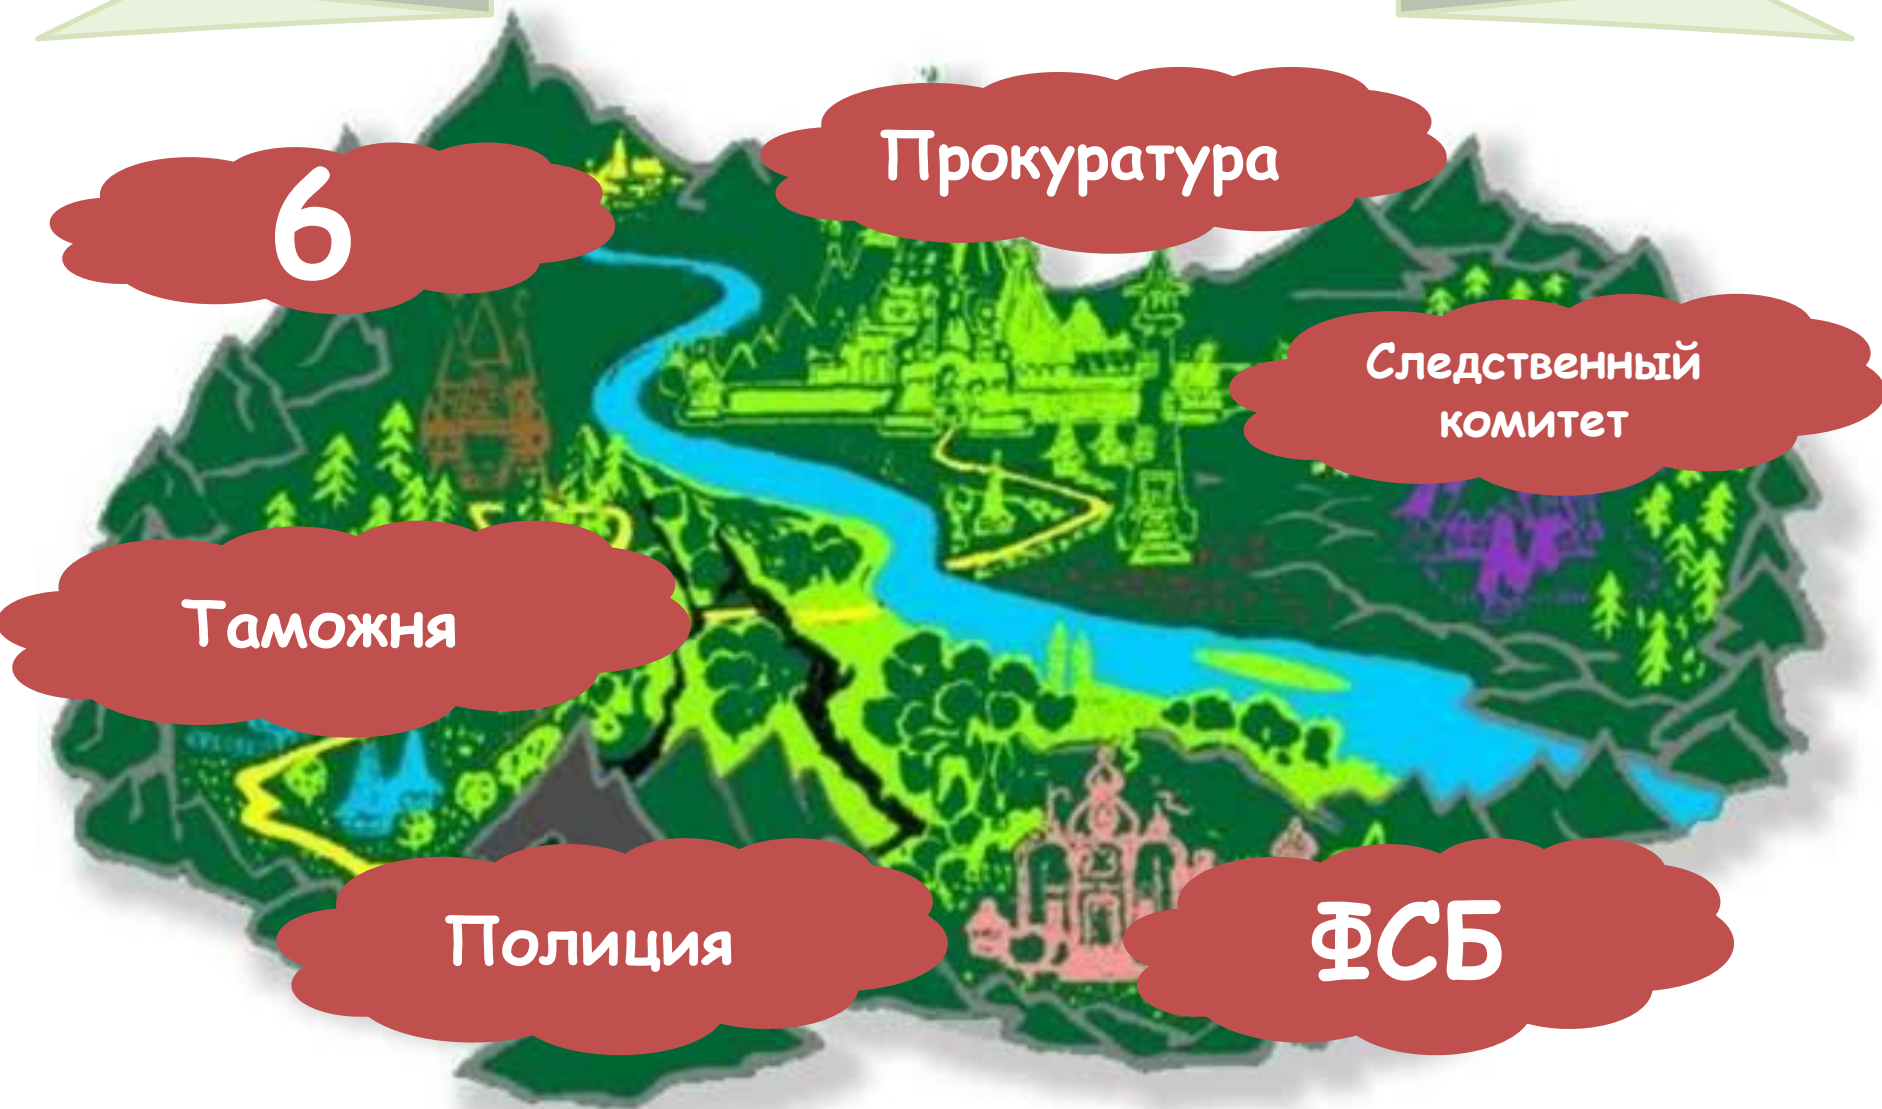 Прокуратура
6
Следственный
комитет
Таможня
Полиция
ФСБ